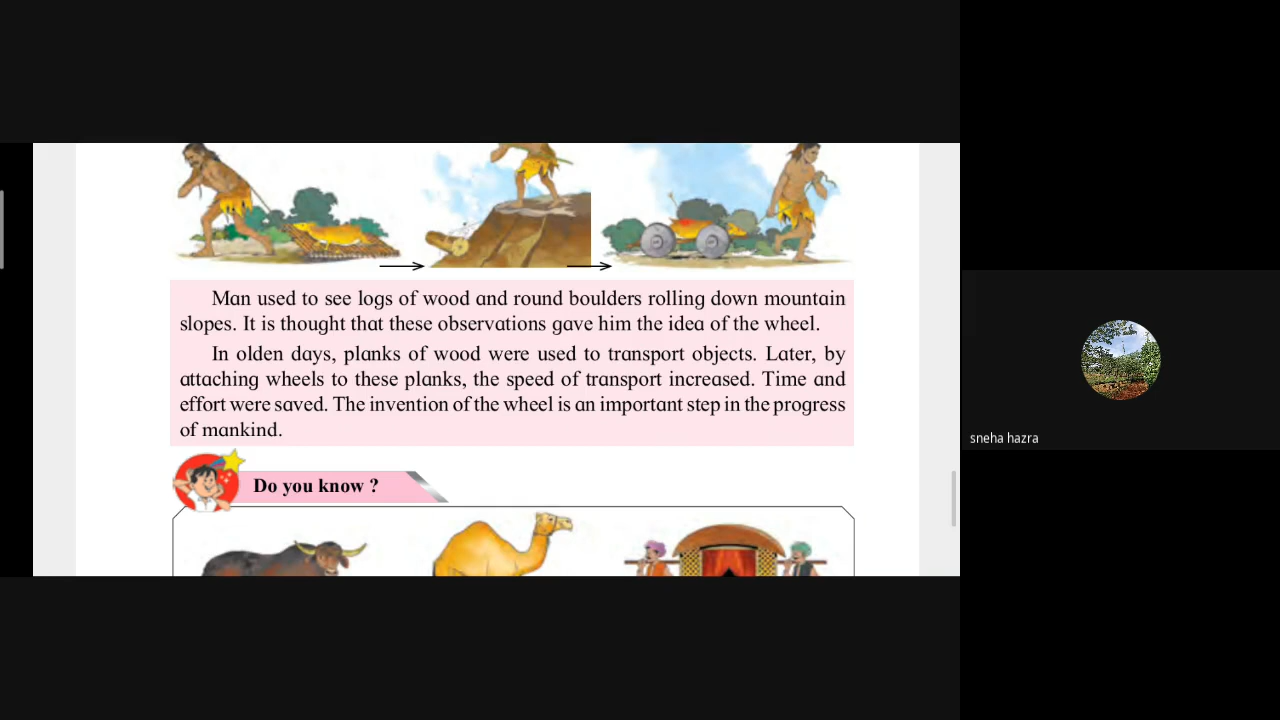 Man used to see logs of wood and round boulders rolling down mountain
slopes. It is thought that these observations gave him the idea of the wheel.
In olden days, planks of wood were used to transport objects. Later, by
attaching wheels to these planks, the speed of transport increased. Time and
effort were saved. The invention of the wheel is an important step in the progress
of mankind.
Do you know ?
sneha hazra